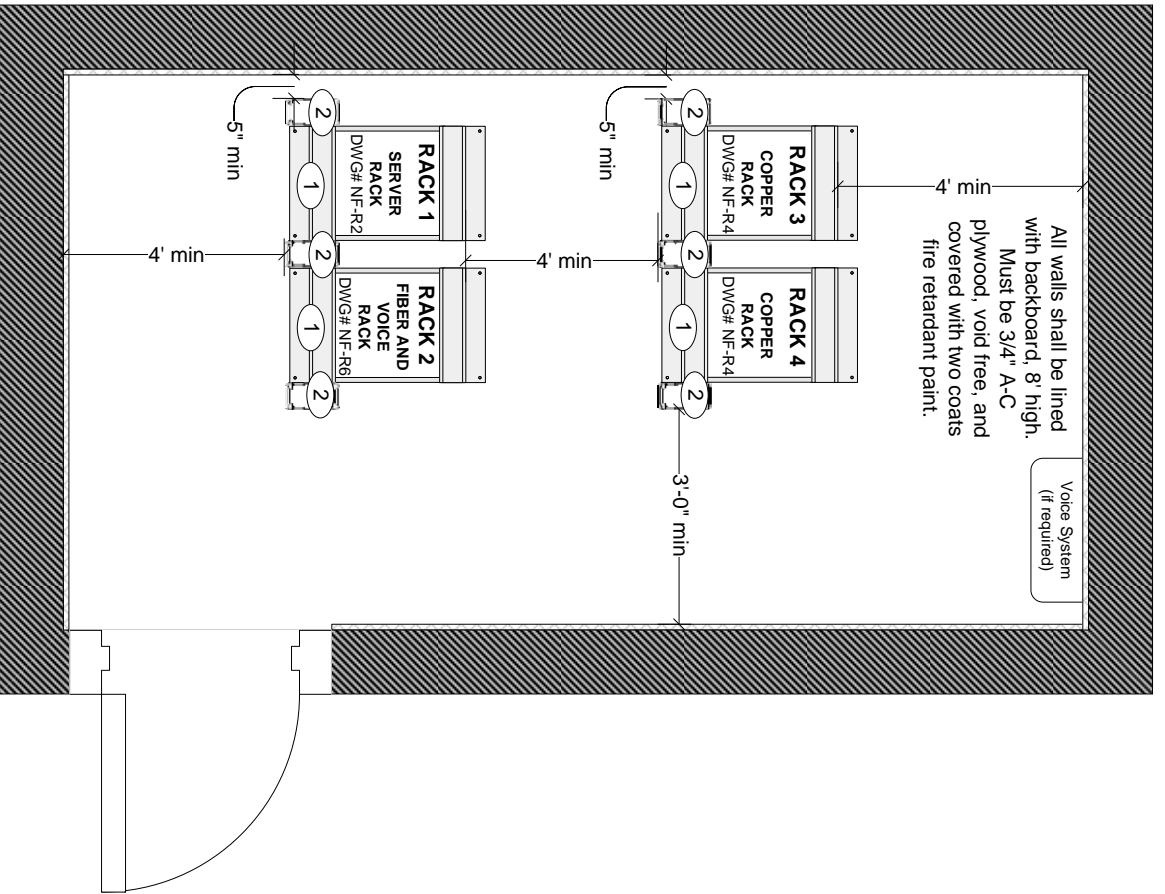 All walls shall be lined
with backboard, 8' high.
Must be 3/4" A-C
plywood, void free, and
covered with two coats
fire retardant paint.
Voice System
(if required)
4' min
RACK 3
COPPER
RACK
DWG# NF-R4
RACK 4
COPPER
RACK
DWG# NF-R4
2
1
2
1
2
5" min
3'-0" min
4' min
RACK 1
SERVER
RACK
DWG# NF-R2
RACK 2
FIBER AND
VOICE
RACK
DWG# NF-R6
2
1
2
1
2
5" min
4' min